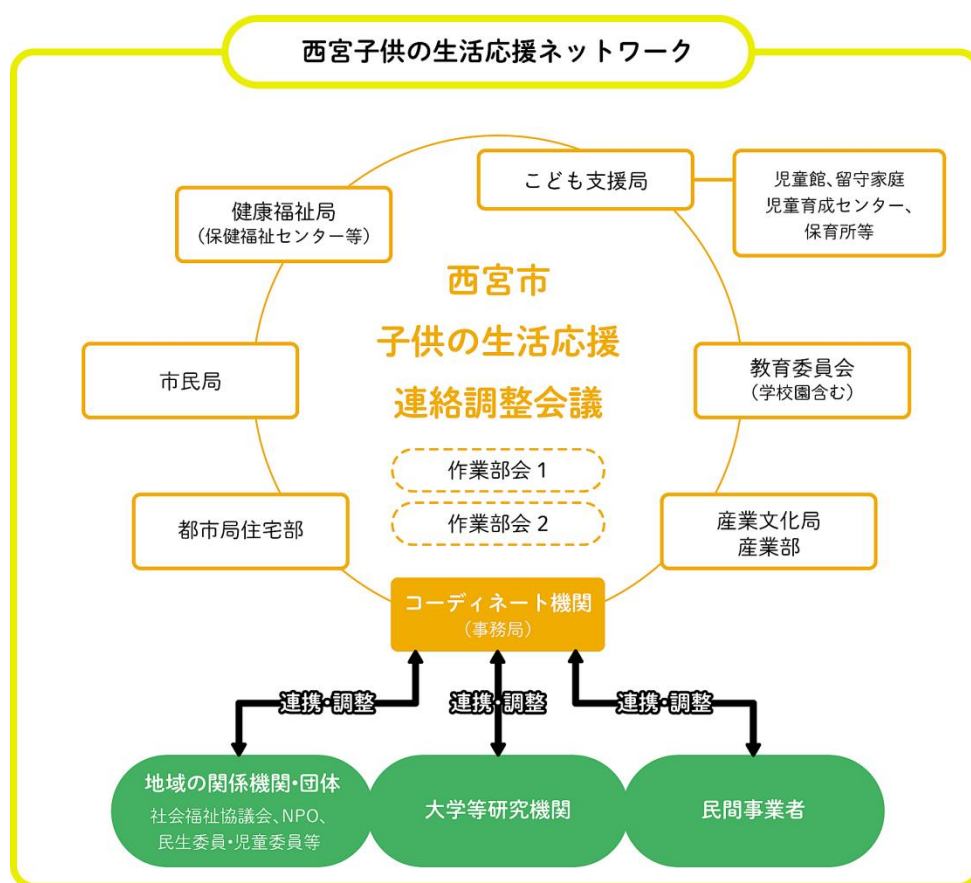 西宮子供の生活応援ネットワーク
こども支援局
児童館、留守家庭
児童育成センター、
保育所等
健康福祉局
（保健福祉センター等）
西宮市
子供の生活応援
連絡調整会議
市民局
教育委員会
（学校園含む）
作業部会 1
作業部会 2
都市局住宅部
産業文化局
産業部
コーディネート機関
（事務局）
連携・調整
連携・調整
連携・調整
地域の関係機関・団体
社会福祉協議会、NPO、
民生委員・児童委員等
大学等研究機関
民間事業者